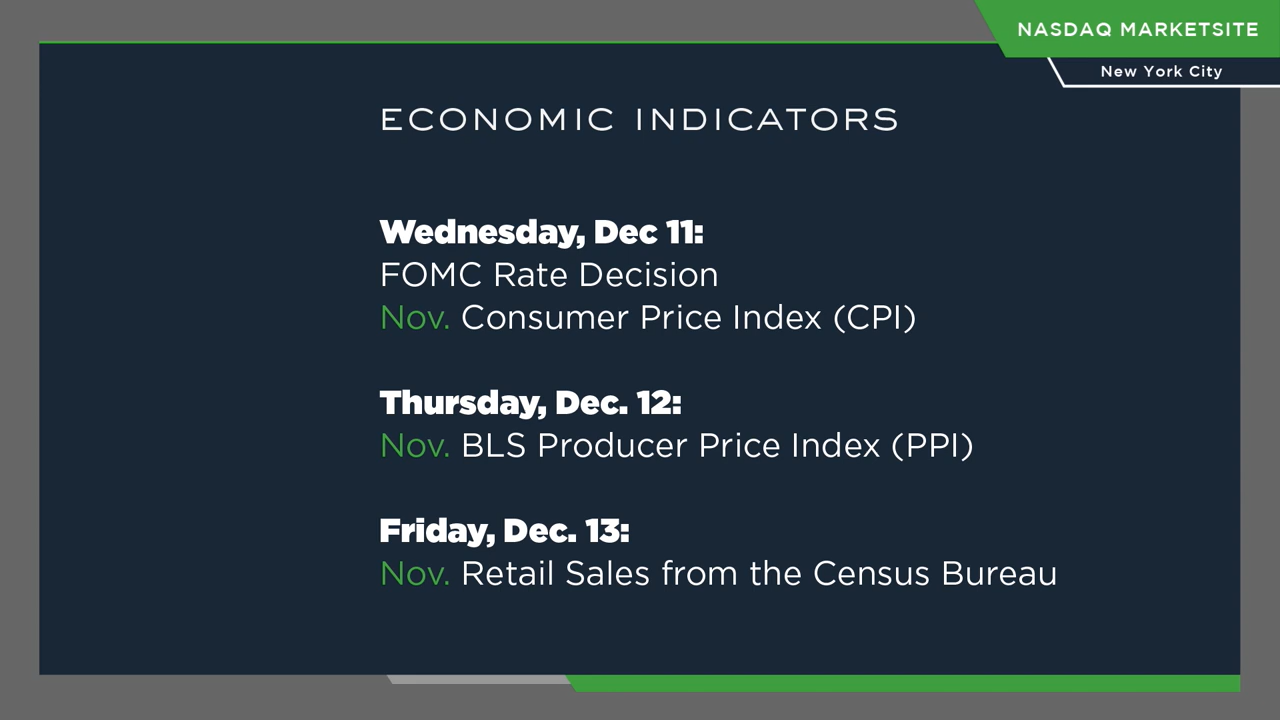 NASDAQ MARKETSITE
New York City
ECONOMIC INDICATORS
Wednesday, Dec 11:
FOMC Rate Decision
Nov. Consumer Price Index (CPI)
Thursday, Dec. 12:
Nov. BLS Producer Price Index (PPI)
Friday, Dec. 13:
Nov. Retail Sales from the Census Bureau